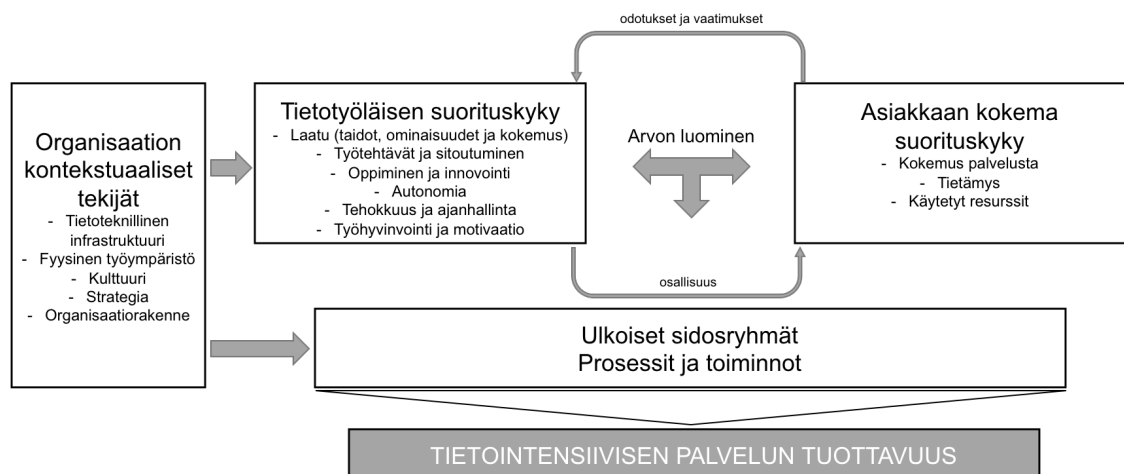 odotukset ja vaatimukset
Organisaation
kontekstuaaliset
tekijät
- Tietoteknillinen
infrastruktuuri
- Fyysinen työympäristö
- Kulttuuri
- Strategia
- Organisaatiorakenne
Tietotyöläisen suorituskyky
- Laatu (taidot, ominaisuudet ja kokemus)
- Työtehtävät ja sitoutuminen
- Oppiminen ja innovointi
- Autonomia
- Tehokkuus ja ajanhallinta
- Työhyvinvointi ja motivaatio
Arvon luominen
Asiakkaan kokema
suorituskyky
- Kokemus palvelusta
- Tietämys
- Käytetyt resurssit
osallisuus
Ulkoiset sidosryhmät
Prosessit ja toiminnot
TIETOINTENSIIVISEN PALVELUN TUOTTAVUUS